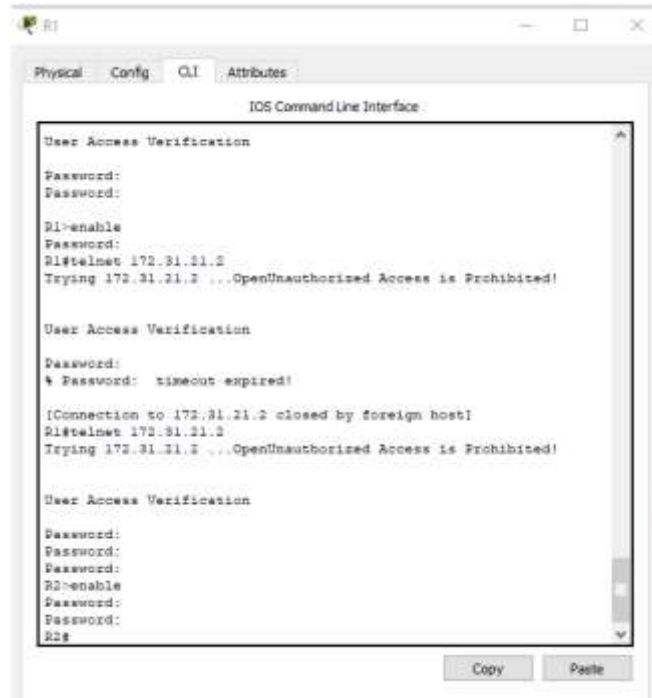 R1
Physical Config CLI Attributes
IOS Command Line Interface
User Access Verification
Password:
Password:
R1>enable
Password:
R1#telnet 172.31.21.2
Trying 172.31.21.2 ...OpenUnauthorized Access is Prohibited!
User Access Verification
Password:
% Password:  timeout expired!
[Connection to 172.31.21.2 closed by foreign host]
R1#telnet 172.31.21.2
Trying 172.31.21.2 ...OpenUnauthorized Access is Prohibited!
User Access Verification
Password:
Password:
Password:
R2>enable
Password:
Password:
R2#
Copy Paste